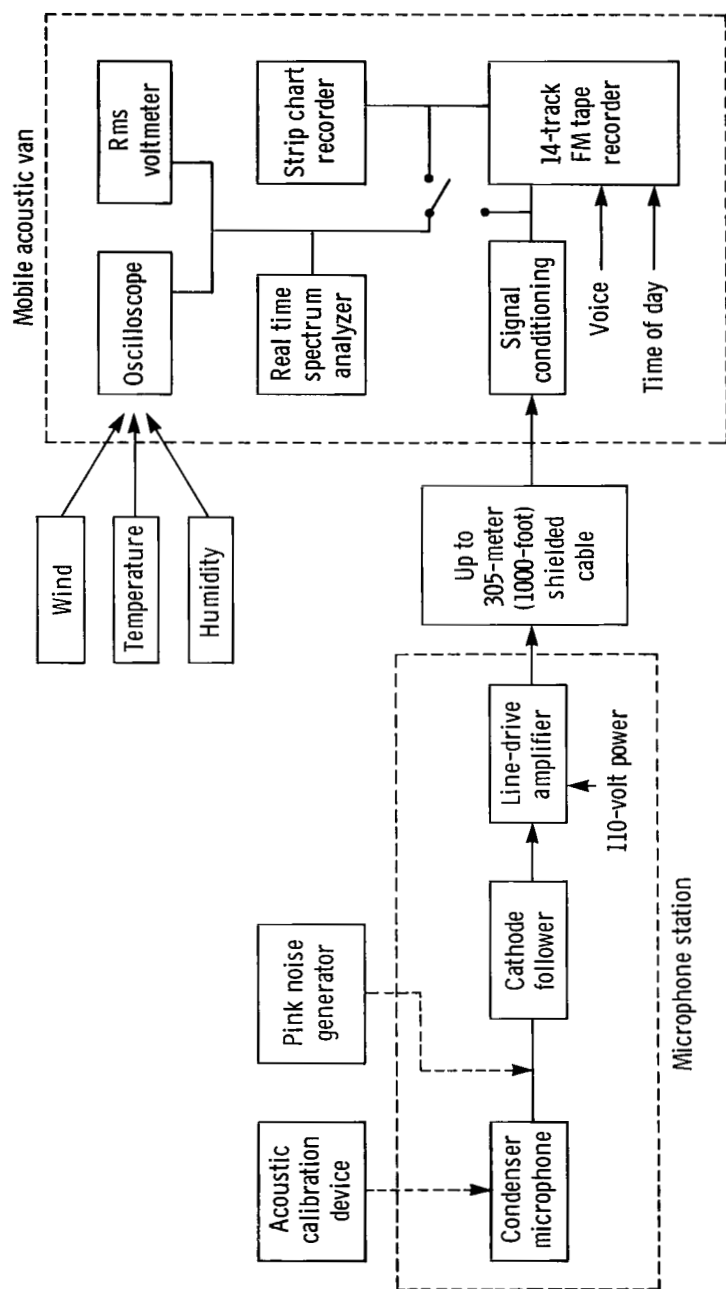 Mobile acoustic van
Wind
Temperature
Humidity
Oscilloscope
Rms
voltmeter
Real time
spectrum
analyzer
Strip chart
recorder
Acoustic
calibration
device
Pink noise
generator
Condenser
microphone
Cathode
follower
Line-drive
amplifier
110-volt power
Microphone station
Up to
305-meter
(1000-foot)
shielded
cable
Signal
conditioning
14-track
FM tape
recorder
Voice
Time of day